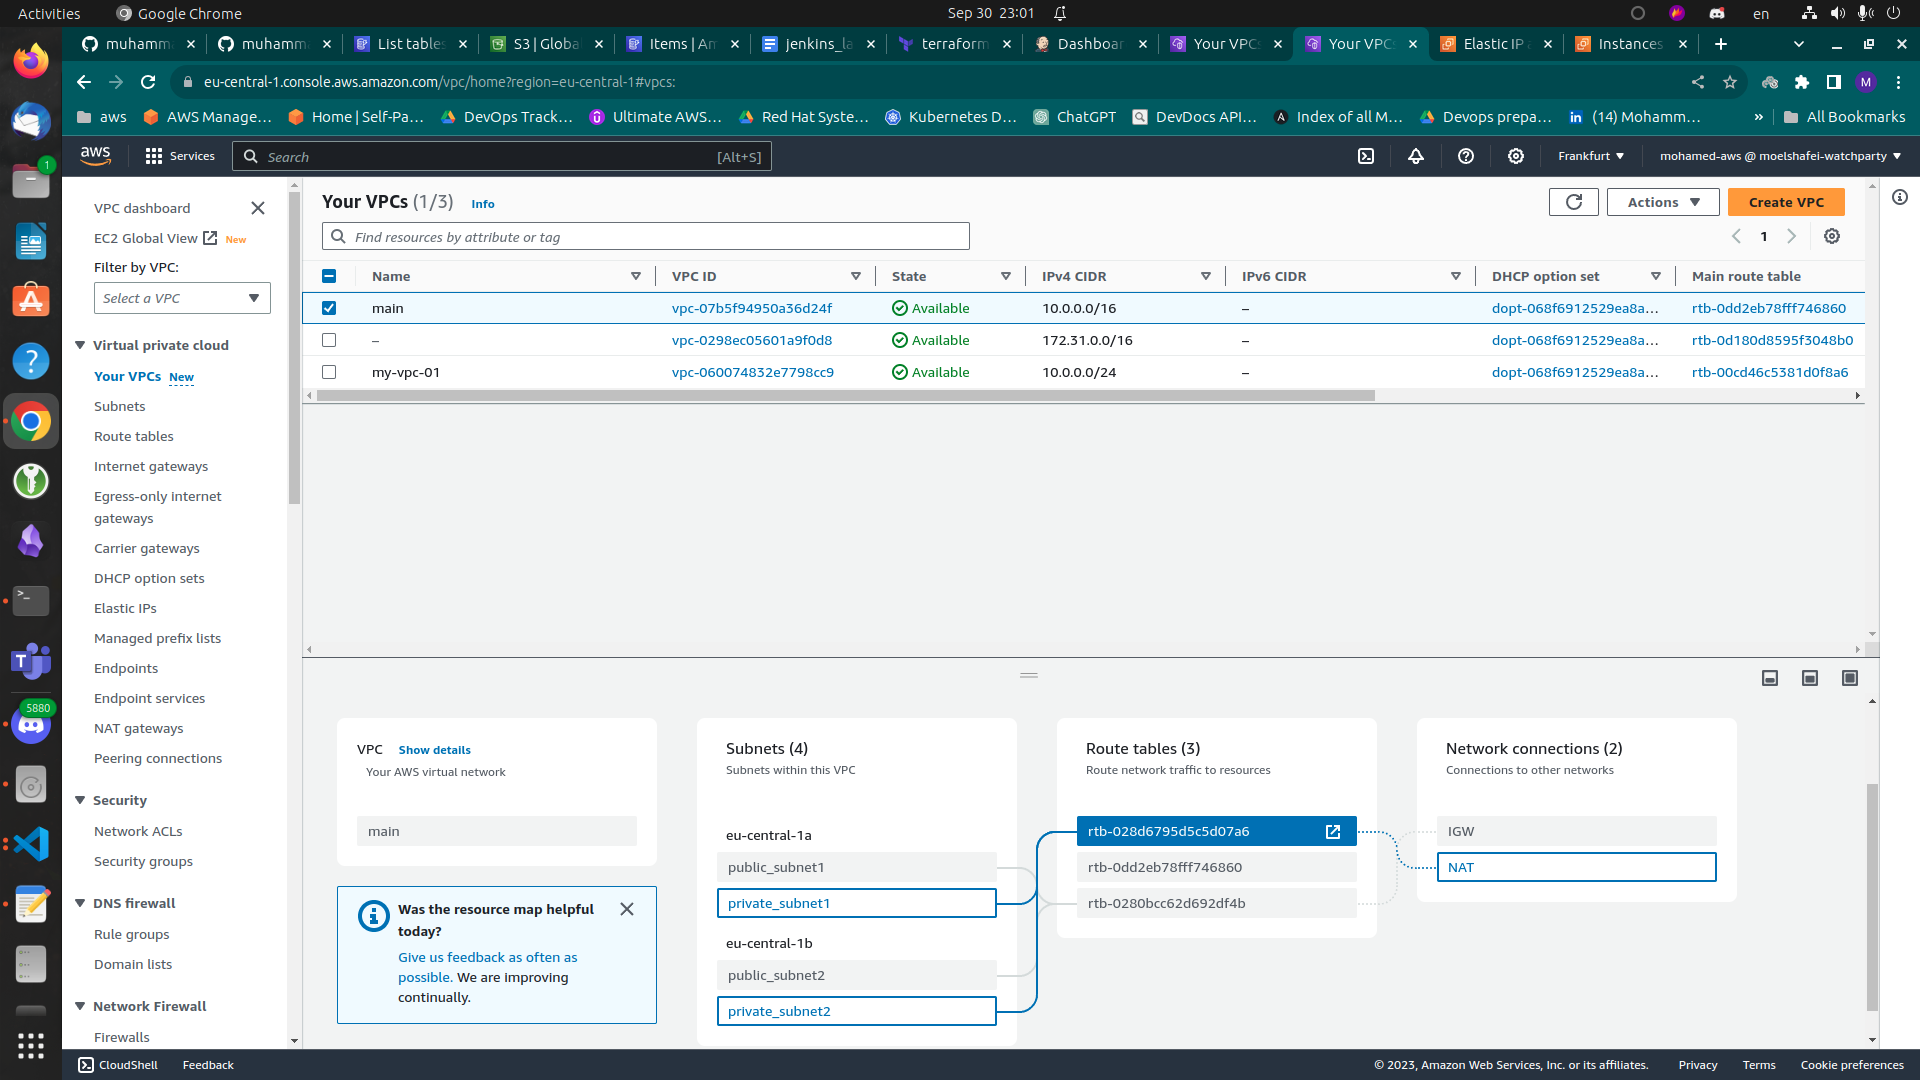 Activities
Google Chrome
Sep 30 23:01
en
muhamma
muhamma
List tables
S3 | Globa
Items | Am
jenkins_la
terraform
Dashboar
Your VPCs
Your VPCs
Elastic IP a
Instances
eu-central-1.console.aws.amazon.com/vpc/home?region=eu-central-1#vpcs:
M
aws
AWS Manage...
Home | Self-Pa...
DevOps Track...
Ultimate AWS...
Red Hat Syste...
Kubernetes D...
ChatGPT
DevDocs API...
Index of all M...
Devops prepa...
(14) Mohamm...
»
All Bookmarks
aws
Services
Search
[Alt+S]
Frankfurt
mohamed-aws @ moelshafei-watchparty
1
5880
VPC dashboard
EC2 Global View
New
Filter by VPC:
Select a VPC
Virtual private cloud
Your VPCs New
Subnets
Route tables
Internet gateways
Egress-only internet
gateways
Carrier gateways
DHCP option sets
Elastic IPs
Managed prefix lists
Endpoints
Endpoint services
NAT gateways
Peering connections
Security
Network ACLs
Security groups
DNS firewall
Rule groups
Domain lists
Network Firewall
Firewalls
Your VPCs (1/3) Info
Actions
Create VPC
Find resources by attribute or tag
1
Name VPC ID State IPv4 CIDR IPv6 CIDR DHCP option set Main route table
main vpc-07b5f94950a36d24f Available 10.0.0.0/16 – dopt-068f6912529ea8a... rtb-0dd2eb78fff746860
– vpc-0298ec05601a9f0d8 Available 172.31.0.0/16 – dopt-068f6912529ea8a... rtb-0d180d8595f3048b0
my-vpc-01 vpc-060074832e7798cc9 Available 10.0.0.0/24 – dopt-068f6912529ea8a... rtb-00cd46c5381d0f8a6
VPC Show details
Your AWS virtual network
main
Was the resource map helpful
today?
Give us feedback as often as
possible. We are improving
continually.
Subnets (4)
Subnets within this VPC
eu-central-1a
public_subnet1
private_subnet1
eu-central-1b
public_subnet2
private_subnet2
Route tables (3)
Route network traffic to resources
rtb-028d6795d5c5d07a6
rtb-0dd2eb78fff746860
rtb-0280bcc62d692df4b
Network connections (2)
Connections to other networks
IGW
NAT
CloudShell
Feedback
© 2023, Amazon Web Services, Inc. or its affiliates.
Privacy
Terms
Cookie preferences